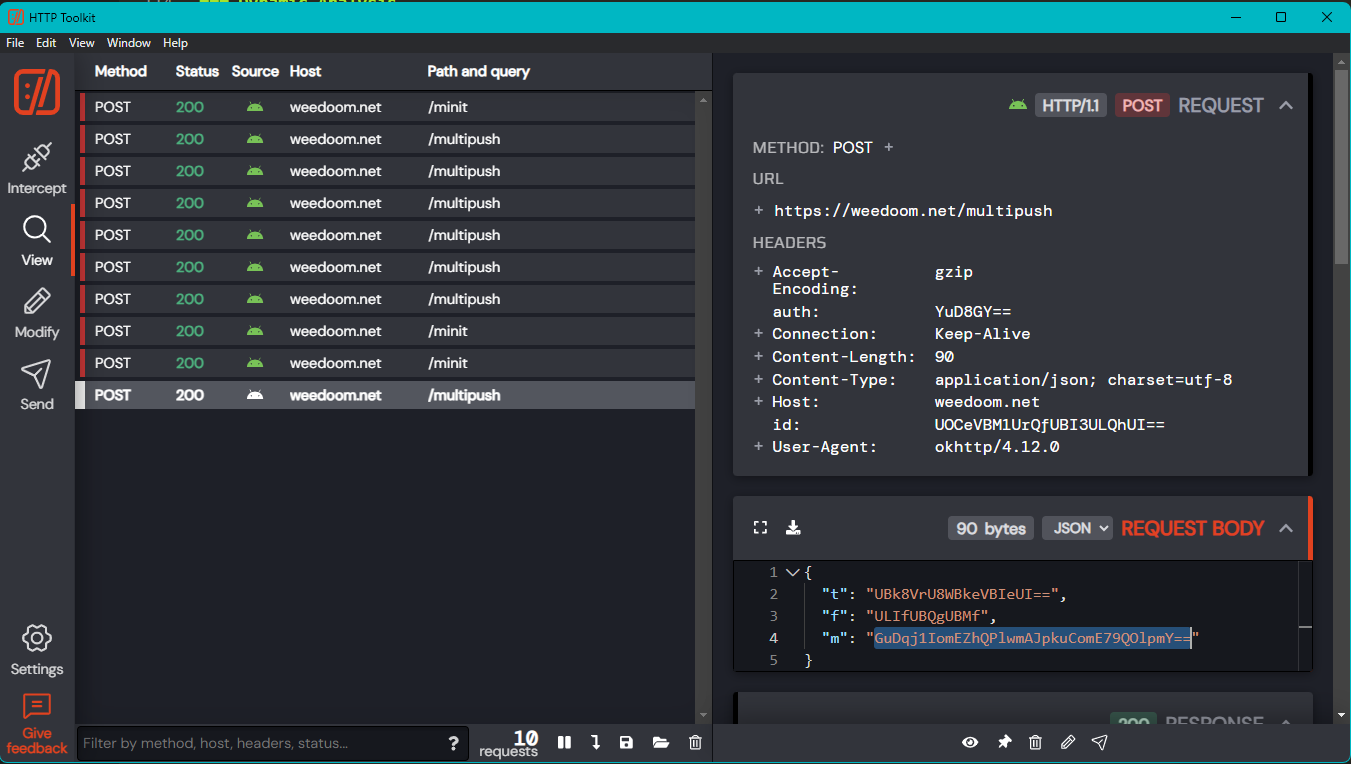 HTTP Toolkit
File Edit View Window Help
Intercept
View
Modify
Send
Settings
Give feedback
Method Status Source Host Path and query
POST 200 weedoom.net /minit
POST 200 weedoom.net /multipush
POST 200 weedoom.net /multipush
POST 200 weedoom.net /multipush
POST 200 weedoom.net /multipush
POST 200 weedoom.net /multipush
POST 200 weedoom.net /multipush
POST 200 weedoom.net /minit
POST 200 weedoom.net /minit
POST 200 weedoom.net /multipush
Filter by method, host, headers, status... ?
10 requests
HTTP/1.1 POST REQUEST
METHOD: POST +
URL
+ https://weedoom.net/multipush
HEADERS
+ Accept-Encoding: gzip
auth: YuD8GY==
+ Connection: Keep-Alive
+ Content-Length: 90
+ Content-Type: application/json; charset=utf-8
+ Host: weedoom.net
id: UOCeVBM1UrQfUBI3ULQhUI==
+ User-Agent: okhttp/4.12.0
90 bytes JSON REQUEST BODY
1 {
2 "t": "UBk8VrU8WBkeVBIeUI==",
3 "f": "ULIfUBQgUBMf",
4 "m": "GuDqj1IomEZhQPlwmAJpkuComE79QOlpmY=="
5 }
200 RESPONSE